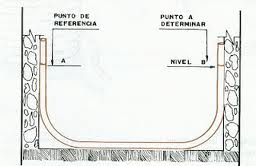 PUNTO DE
REFERENCIA
PUNTO A
DETERMINAR
A
NIVEL B